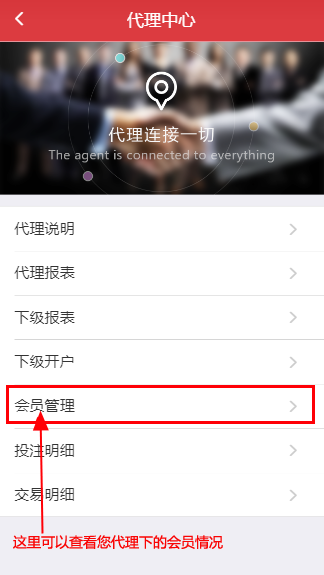 代理中心
代理连接一切
The agent is connected to everything
代理说明
代理报表
下级报表
下级开户
会员管理
投注明细
交易明细
这里可以查看您代理下的会员情况